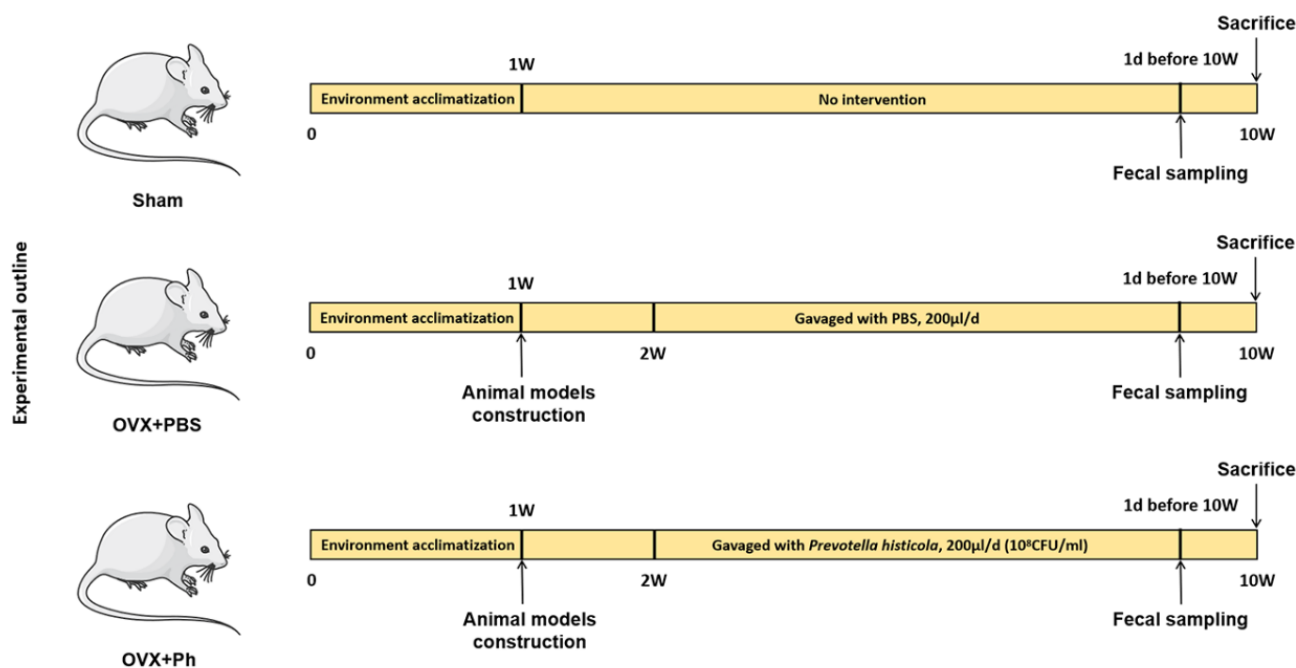 Experimental outline
Sacrifice
1W
1d before 10W
Environment acclimatization
No intervention
0
10W
Fecal sampling
Sham
Sacrifice
1W
1d before 10W
Environment acclimatization
Gavaged with PBS, 200μl/d
0
2W
10W
Animal models
construction
Fecal sampling
OVX+PBS
Sacrifice
1W
1d before 10W
Environment acclimatization
Gavaged with Prevotella histicola, 200μl/d (10⁸CFU/ml)
0
2W
10W
Animal models
construction
Fecal sampling
OVX+Ph